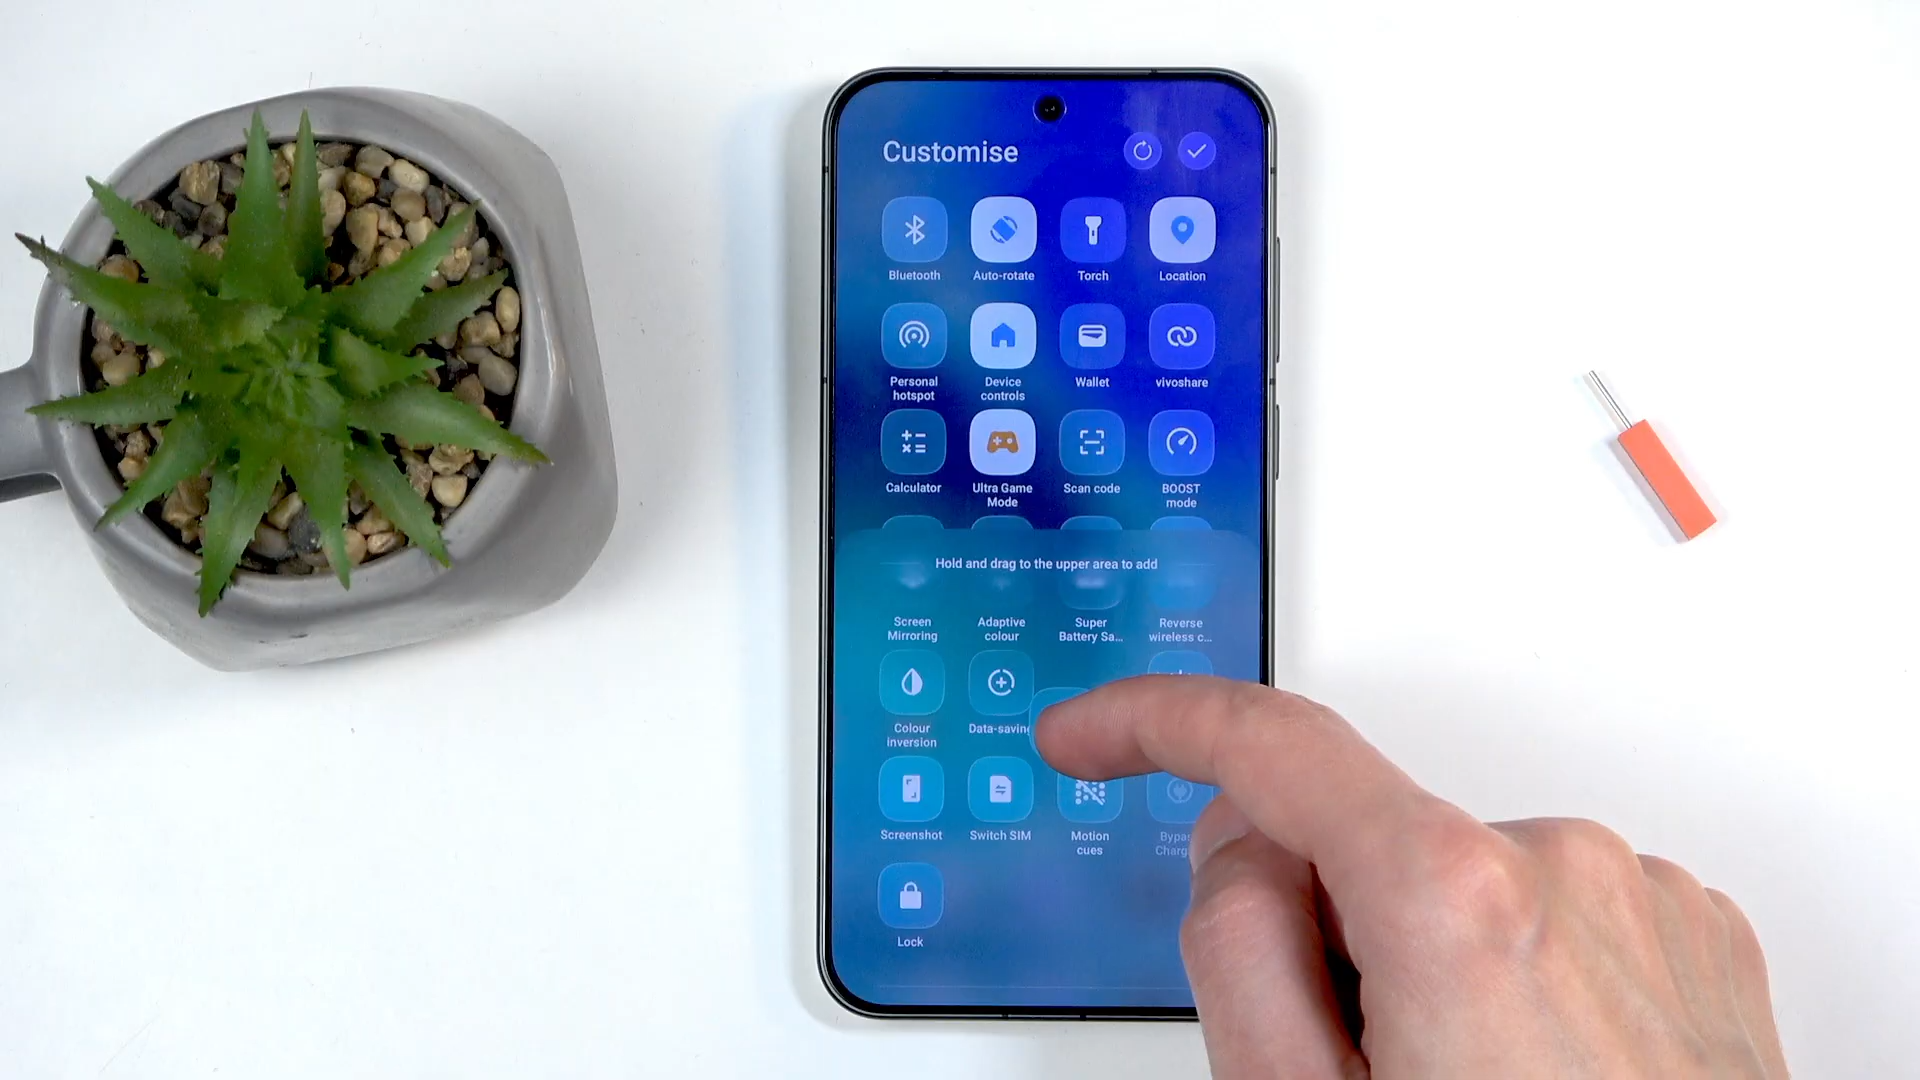 Customise
Bluetooth
Auto-rotate
Torch
Location
Personal
hotspot
Device
controls
Wallet
vivoshare
Calculator
Ultra Game
Mode
Scan code
BOOST
mode
Hold and drag to the upper area to add
Screen
Mirroring
Adaptive
colour
Super
Battery Sa...
Reverse
wireless c...
Colour
inversion
Data-saving
Screenshot
Switch SIM
Motion
cues
Lock